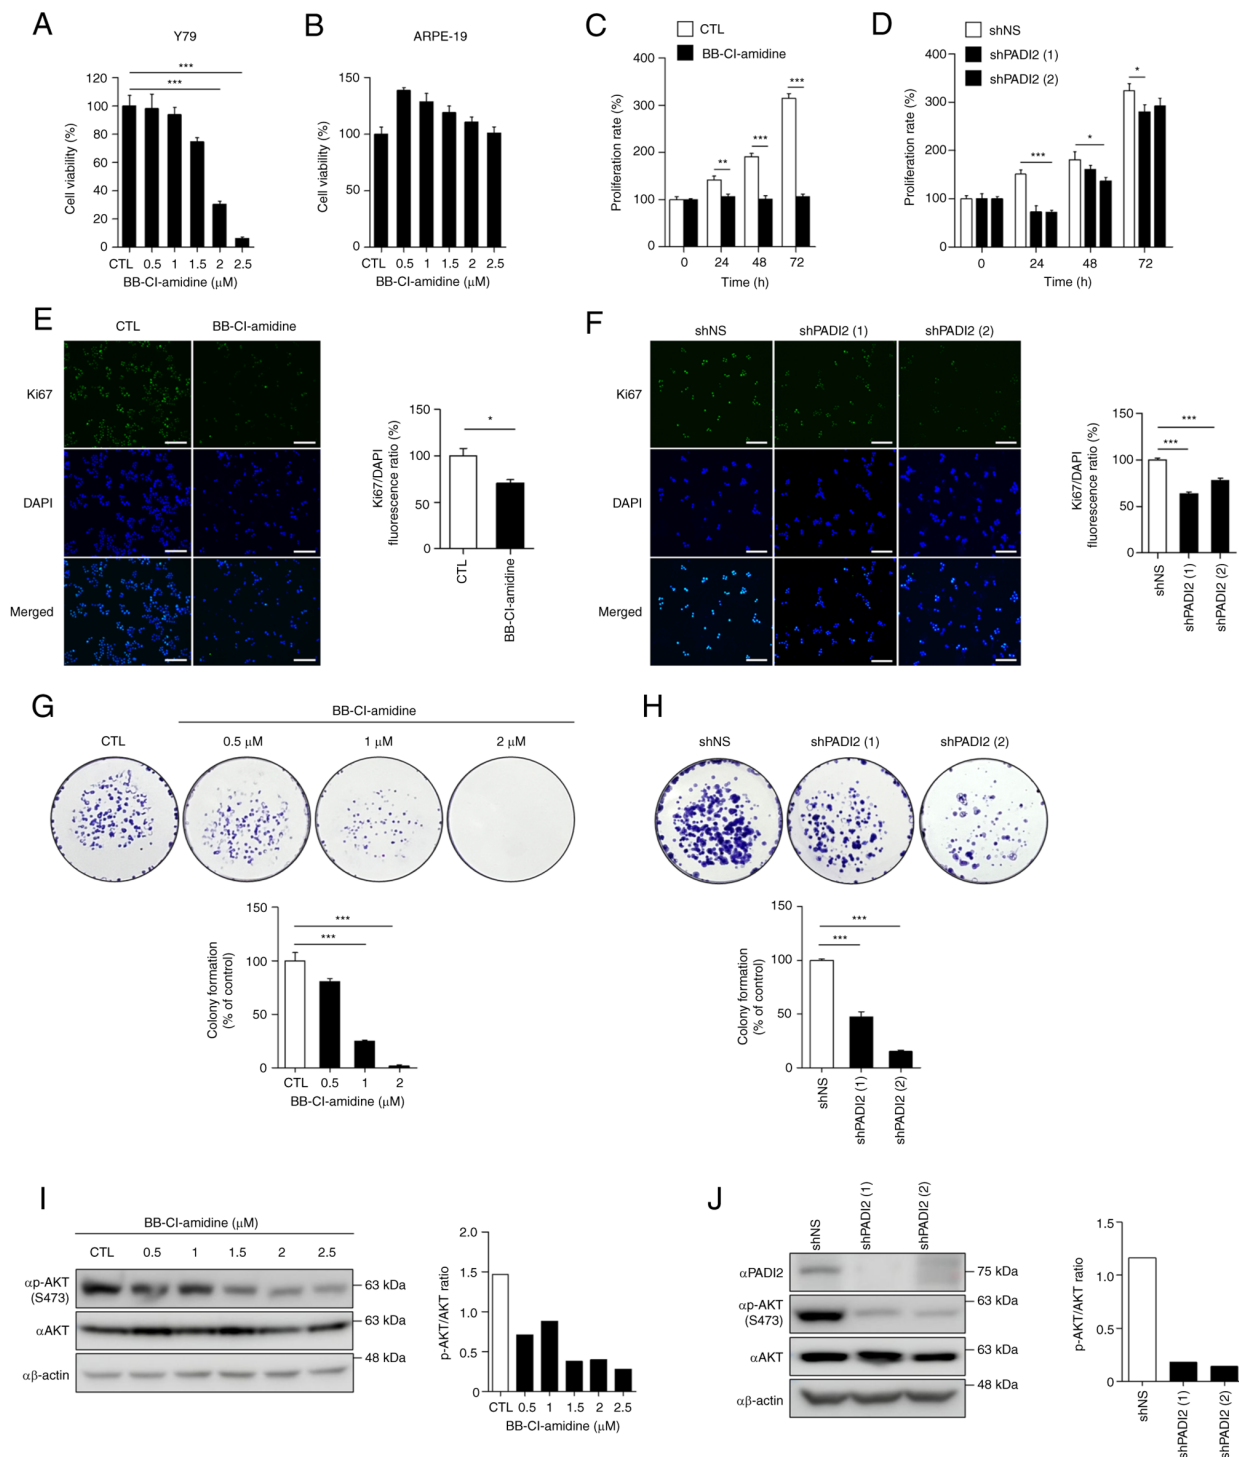 A
Y79
***
***
Cell viability (%)
120
100
80
60
40
20
0
CTL 0.5 1 1.5 2 2.5
BB-CI-amidine (μM)
B
ARPE-19
Cell viability (%)
150
100
50
0
CTL 0.5 1 1.5 2 2.5
BB-CI-amidine (μM)
C
CTL
BB-CI-amidine
Proliferation rate (%)
400
300
200
100
0
** *** ***
0 24 48 72
Time (h)
D
shNS
shPADI2 (1)
shPADI2 (2)
Proliferation rate (%)
400
300
200
100
0
*** * *
0 24 48 72
Time (h)
E
CTL BB-CI-amidine
Ki67
DAPI
Merged
Ki67/DAPI
fluorescence ratio (%)
150
100
50
0
*
CTL
BB-CI-amidine
F
shNS shPADI2 (1) shPADI2 (2)
Ki67
DAPI
Merged
Ki67/DAPI
fluorescence ratio (%)
150
100
50
0
***
***
shNS
shPADI2 (1)
shPADI2 (2)
G
BB-CI-amidine
CTL 0.5 μM 1 μM 2 μM
Colony formation
(% of control)
150
100
50
0
***
***
CTL 0.5 1 2
BB-CI-amidine (μM)
H
shNS shPADI2 (1) shPADI2 (2)
Colony formation
(% of control)
150
100
50
0
***
***
shNS
shPADI2 (1)
shPADI2 (2)
I
BB-CI-amidine (μM)
CTL 0.5 1 1.5 2 2.5
αp-AKT
(S473)
63 kDa
αAKT
63 kDa
αβ-actin
48 kDa
p-AKT/AKT ratio
2.0
1.5
1.0
0.5
0
CTL 0.5 1 1.5 2 2.5
BB-CI-amidine (μM)
J
shNS
shPADI2 (1)
shPADI2 (2)
αPADI2
75 kDa
αp-AKT
(S473)
63 kDa
αAKT
63 kDa
αβ-actin
48 kDa
p-AKT/AKT ratio
1.5
1.0
0.5
0
shNS
shPADI2 (1)
shPADI2 (2)